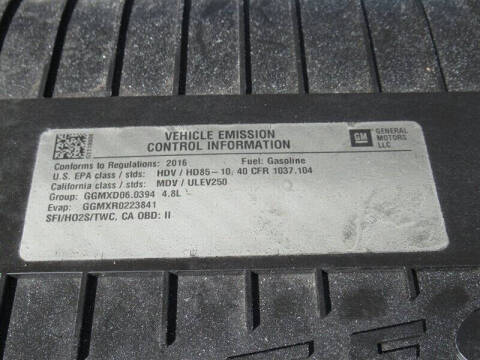 VEHICLE EMISSION
CONTROL INFORMATION
GM
GENERAL
MOTORS
LLC
Conforms to Regulations: 2016 Fuel: Gasoline
U.S. EPA class / stds: HDV / HD85-10; 40 CFR 1037.104
California class / stds: MDV / ULEV250
Group: GGMXD06.0394 4.8L
Evap: GGMXR0223841
SFI/HO2S/TWC, CA OBD: II